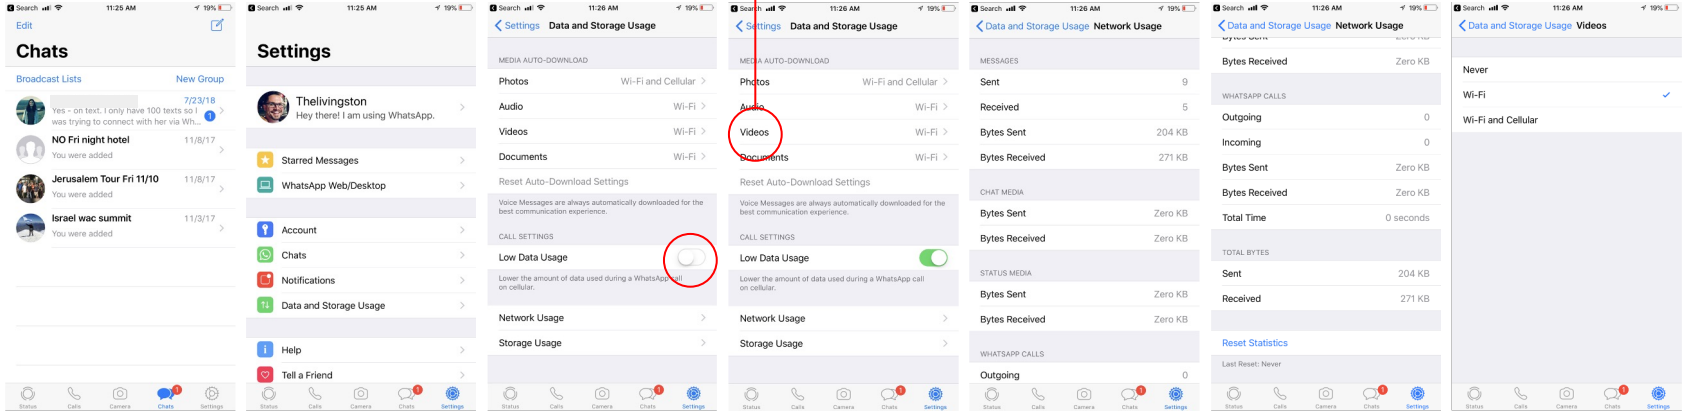 Search
11:25 AM
19%
Edit
Chats
Broadcast Lists
New Group
7/23/18
Yes - on text. I only have 100 texts so I
was trying to connect with her via Wh...
1
NO Fri night hotel
11/8/17
You were added
Jerusalem Tour Fri 11/10
11/8/17
You were added
Israel wac summit
11/3/17
You were added
Status
Calls
Camera
Chats
1
Settings
Search
11:25 AM
19%
Settings
Thelivingston
Hey there! I am using WhatsApp.
Starred Messages
WhatsApp Web/Desktop
Account
Chats
Notifications
Data and Storage Usage
Help
Tell a Friend
Status
Calls
Camera
Chats
1
Settings
Search
11:26 AM
19%
Settings
Data and Storage Usage
MEDIA AUTO-DOWNLOAD
Photos
Wi-Fi and Cellular
Audio
Wi-Fi
Videos
Wi-Fi
Documents
Wi-Fi
Reset Auto-Download Settings
Voice Messages are always automatically downloaded for the
best communication experience.
CALL SETTINGS
Low Data Usage
Lower the amount of data used during a WhatsApp call
on cellular.
Network Usage
Storage Usage
Status
Calls
Camera
Chats
1
Settings
Search
11:26 AM
19%
Settings
Data and Storage Usage
MEDIA AUTO-DOWNLOAD
Photos
Wi-Fi and Cellular
Audio
Wi-Fi
Videos
Wi-Fi
Documents
Wi-Fi
Reset Auto-Download Settings
Voice Messages are always automatically downloaded for the
best communication experience.
CALL SETTINGS
Low Data Usage
Lower the amount of data used during a WhatsApp call
on cellular.
Network Usage
Storage Usage
Status
Calls
Camera
Chats
1
Settings
Search
11:26 AM
19%
Data and Storage Usage
Network Usage
MESSAGES
Sent
9
Received
5
Bytes Sent
204 KB
Bytes Received
271 KB
CHAT MEDIA
Bytes Sent
Zero KB
Bytes Received
Zero KB
STATUS MEDIA
Bytes Sent
Zero KB
Bytes Received
Zero KB
WHATSAPP CALLS
Outgoing
0
Status
Calls
Camera
Chats
1
Settings
Search
11:26 AM
19%
Data and Storage Usage
Network Usage
Bytes Sent
Zero KB
Bytes Received
Zero KB
WHATSAPP CALLS
Outgoing
0
Incoming
0
Bytes Sent
Zero KB
Bytes Received
Zero KB
Total Time
0 seconds
TOTAL BYTES
Sent
204 KB
Received
271 KB
Reset Statistics
Last Reset: Never
Status
Calls
Camera
Chats
1
Settings
Search
11:26 AM
19%
Data and Storage Usage
Videos
Never
Wi-Fi
Wi-Fi and Cellular
Status
Calls
Camera
Chats
1
Settings